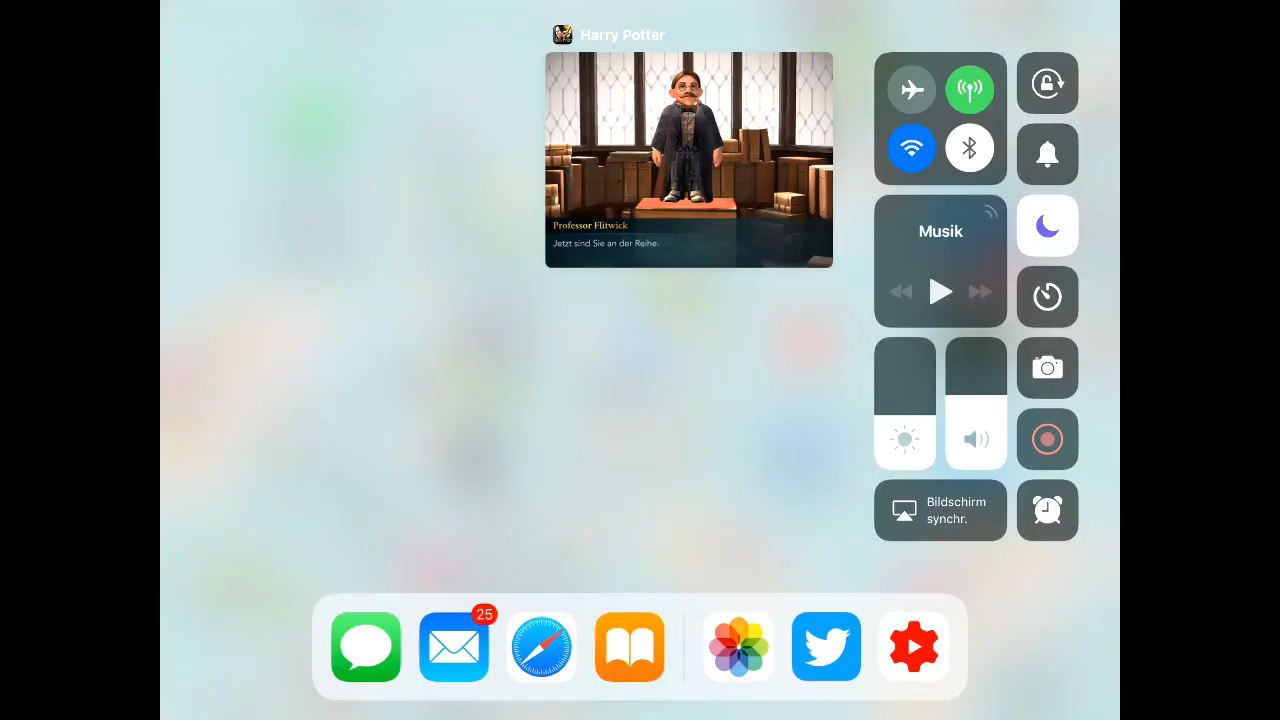 Harry Potter
Professor Flitwick
Jetzt sind Sie an der Reihe.
Musik
Bildschirm
synchr.
25